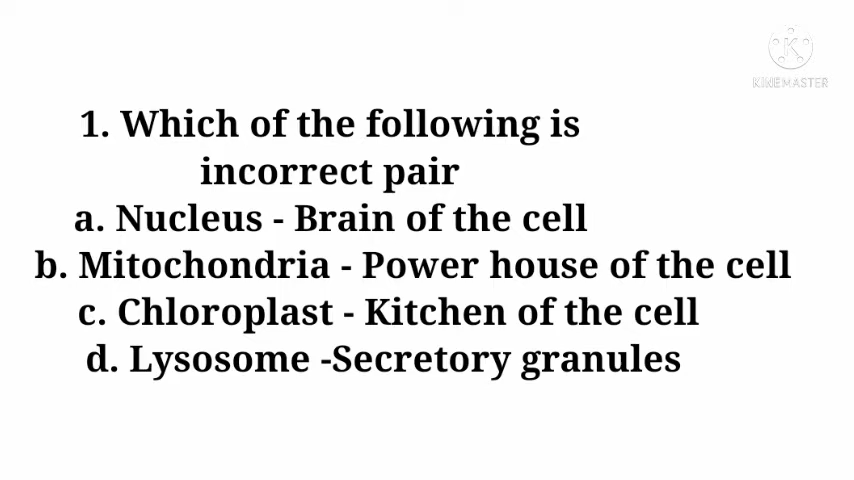 KINEMASTER
1. Which of the following is
incorrect pair
a. Nucleus - Brain of the cell
b. Mitochondria - Power house of the cell
c. Chloroplast - Kitchen of the cell
d. Lysosome -Secretory granules